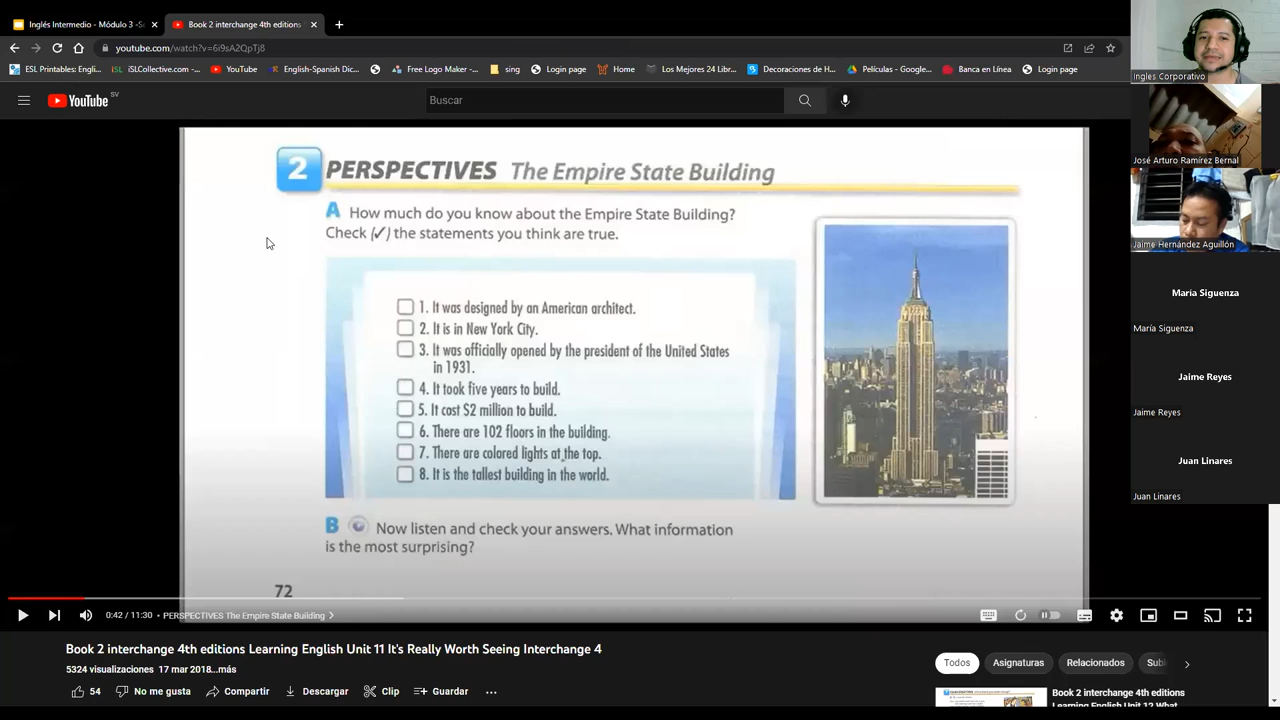 Inglés Intermedio - Módulo 3 -S
Book 2 interchange 4th editions
youtube.com/watch?v=6i9sA2QpTj8
ESL Printables: Engli...
iSLCollective.com -...
YouTube
English-Spanish Dic...
Free Logo Maker -...
sing
Login page
Home
Los Mejores 24 Libr...
Decoraciones de H...
Películas - Google...
Banca en Línea
Login page
YouTube SV
Buscar
2 PERSPECTIVES The Empire State Building
A How much do you know about the Empire State Building?
Check (✓) the statements you think are true.
1. It was designed by an American architect.
2. It is in New York City.
3. It was officially opened by the president of the United States
in 1931.
4. It took five years to build.
5. It cost $2 million to build.
6. There are 102 floors in the building.
7. There are colored lights at the top.
8. It is the tallest building in the world.
B Now listen and check your answers. What information
is the most surprising?
72
0:42 / 11:30 • PERSPECTIVES The Empire State Building
Book 2 interchange 4th editions Learning English Unit 11 It's Really Worth Seeing Interchange 4
5324 visualizaciones 17 mar 2018...más
54 No me gusta Compartir Descargar Clip Guardar
Todos Asignaturas Relacionados Subi
Book 2 interchange 4th editions
Learning English Unit 12 What
Ingles Corporativo
José Arturo Ramírez Bernal
Jaime Hernández Aguillón
María Siguenza
María Siguenza
Jaime Reyes
Jaime Reyes
Juan Linares
Juan Linares